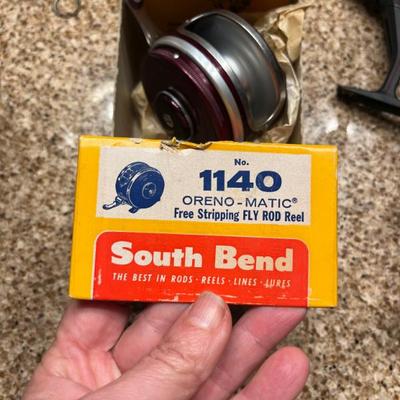 No.
1140
ORENO-MATIC®
Free Stripping FLY ROD Reel
South Bend
THE BEST IN RODS · REELS · LINES · LURES